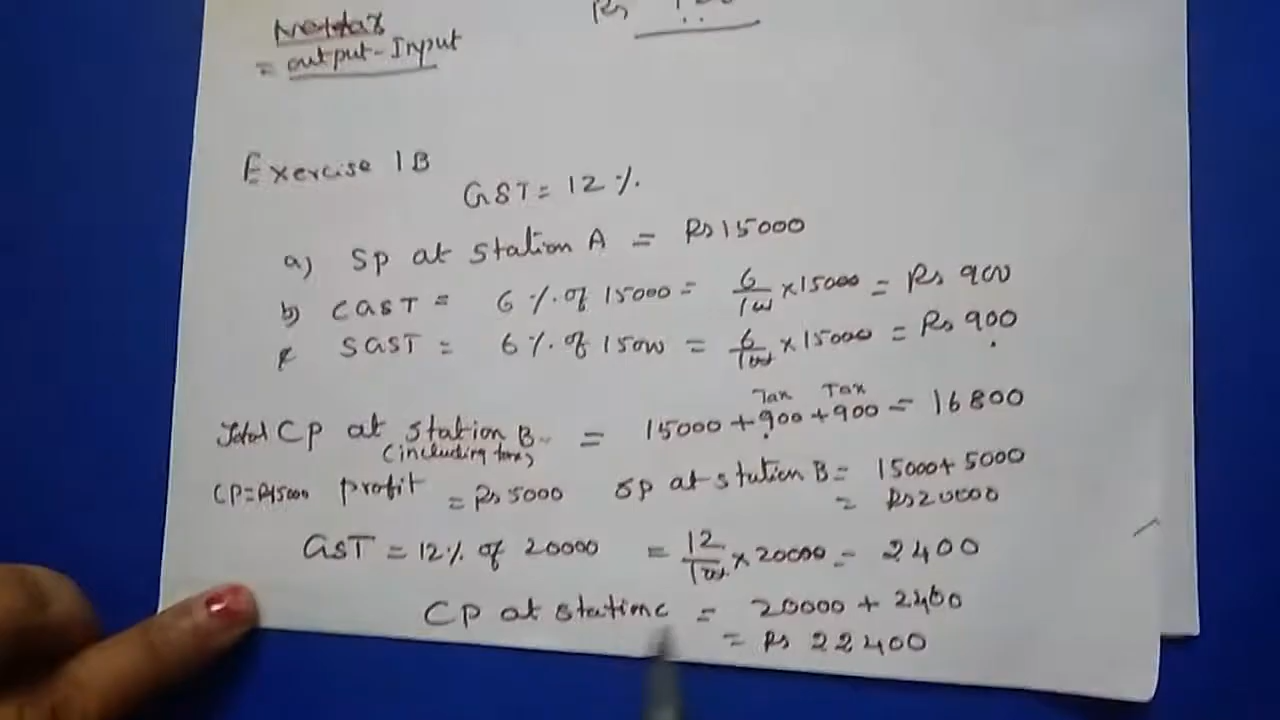 = output-Input
Rs
Exercise 1B
GST = 12 %.
a) SP at station A = Rs 15000
b) CGST = 6 %. of 15000 = 6/100 × 15000 = Rs 900
& SGST = 6 %. of 1500 = 6/100 × 15000 = Rs 900
Tax Tax
Total CP at station B = 15000 + 900 + 900 = 16800
(including tax)
CP = Rs 15000 profit = Rs 5000 SP at station B = 15000 + 5000
= Rs 20000
GST = 12 % of 20000 = 12/100 × 20000 = 2400
CP at station C = 20000 + 2400
= Rs 22400